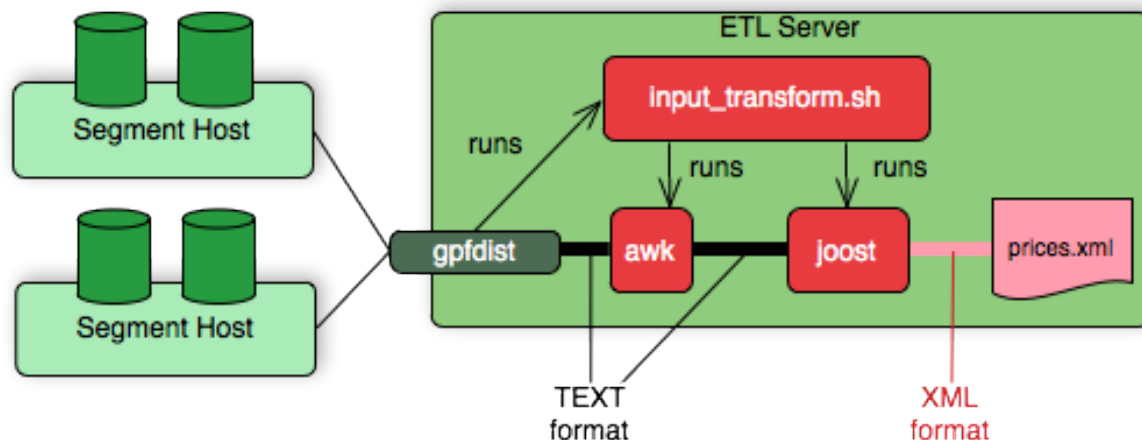 ETL Server
input_transform.sh
Segment Host
runs
runs
runs
Segment Host
gpfdist
awk
joost
prices.xml
TEXT
format
XML
format